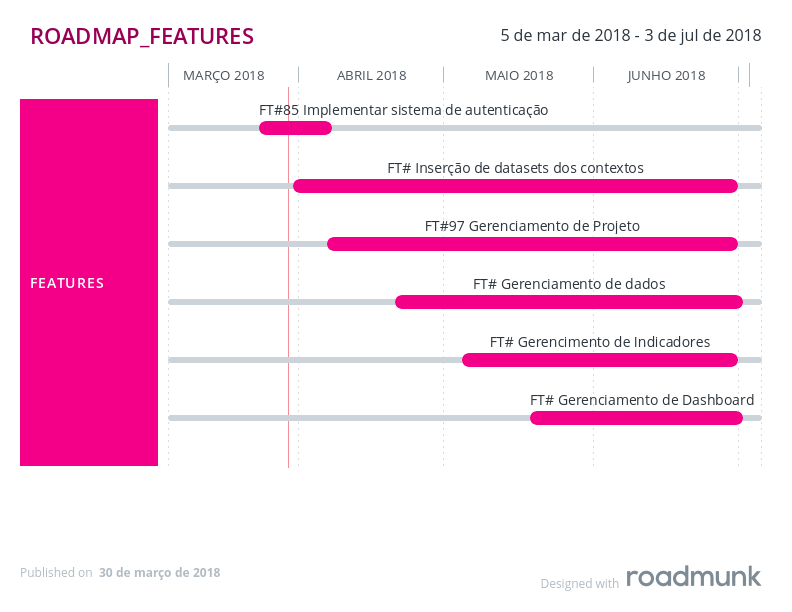 ROADMAP_FEATURES
5 de mar de 2018 - 3 de jul de 2018
MARÇO 2018
ABRIL 2018
MAIO 2018
JUNHO 2018
FT#85 Implementar sistema de autenticação
FT# Inserção de datasets dos contextos
FT#97 Gerenciamento de Projeto
FEATURES
FT# Gerenciamento de dados
FT# Gerencimento de Indicadores
FT# Gerenciamento de Dashboard
Published on 30 de março de 2018
Designed with roadmunk